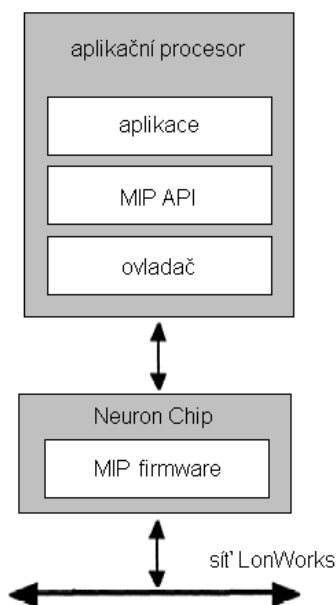 aplikační procesor
aplikace
MIP API
ovladač
Neuron Chip
MIP firmware
síť LonWorks